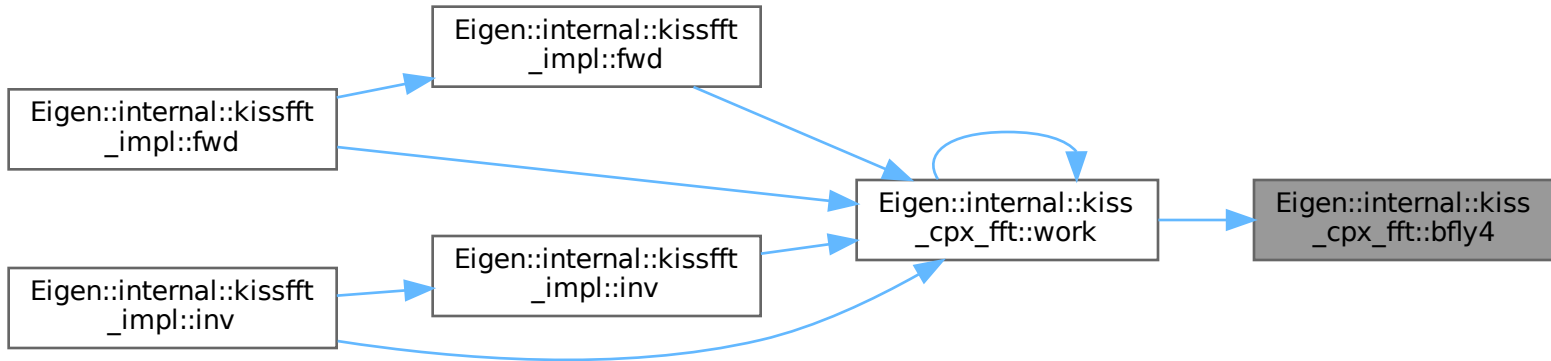 Eigen::internal::kissfft
_impl::fwd
Eigen::internal::kissfft
_impl::fwd
Eigen::internal::kiss
_cpx_fft::work
Eigen::internal::kiss
_cpx_fft::bfly4
Eigen::internal::kissfft
_impl::inv
Eigen::internal::kissfft
_impl::inv